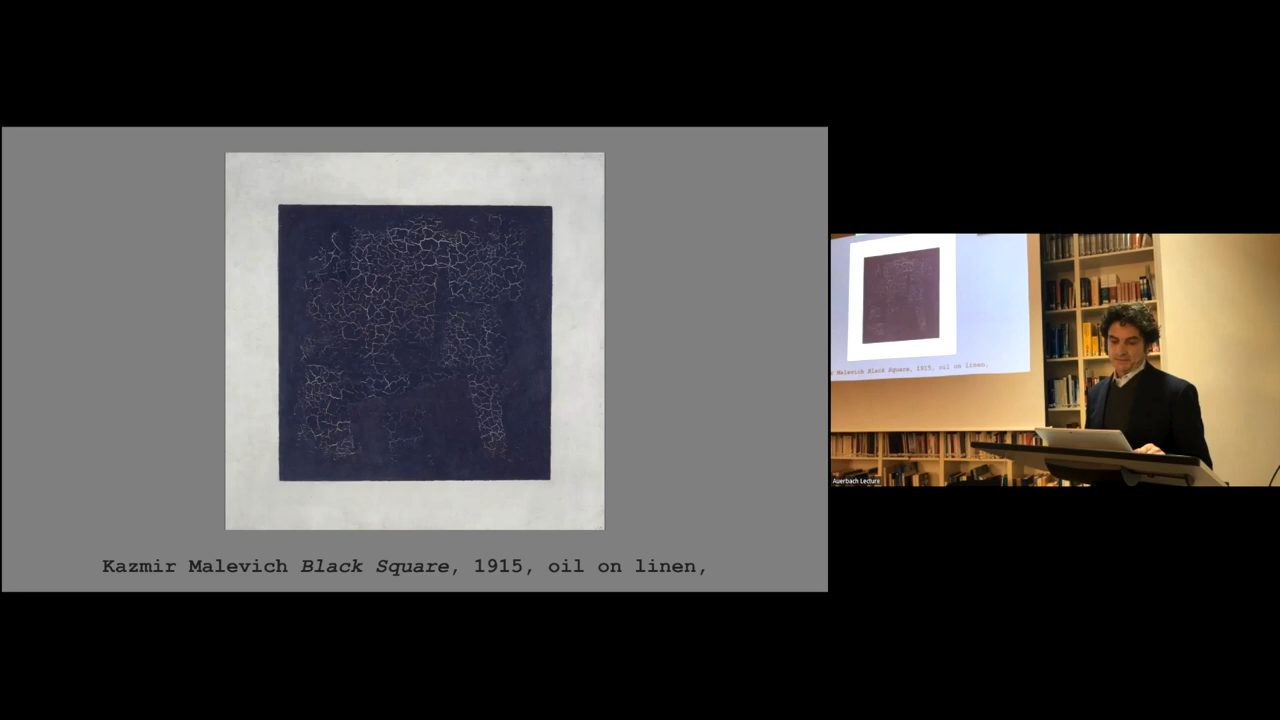 Kazmir Malevich Black Square, 1915, oil on linen,
Malevich Black Square, 1915, oil on linen,
Auerbach Lecture